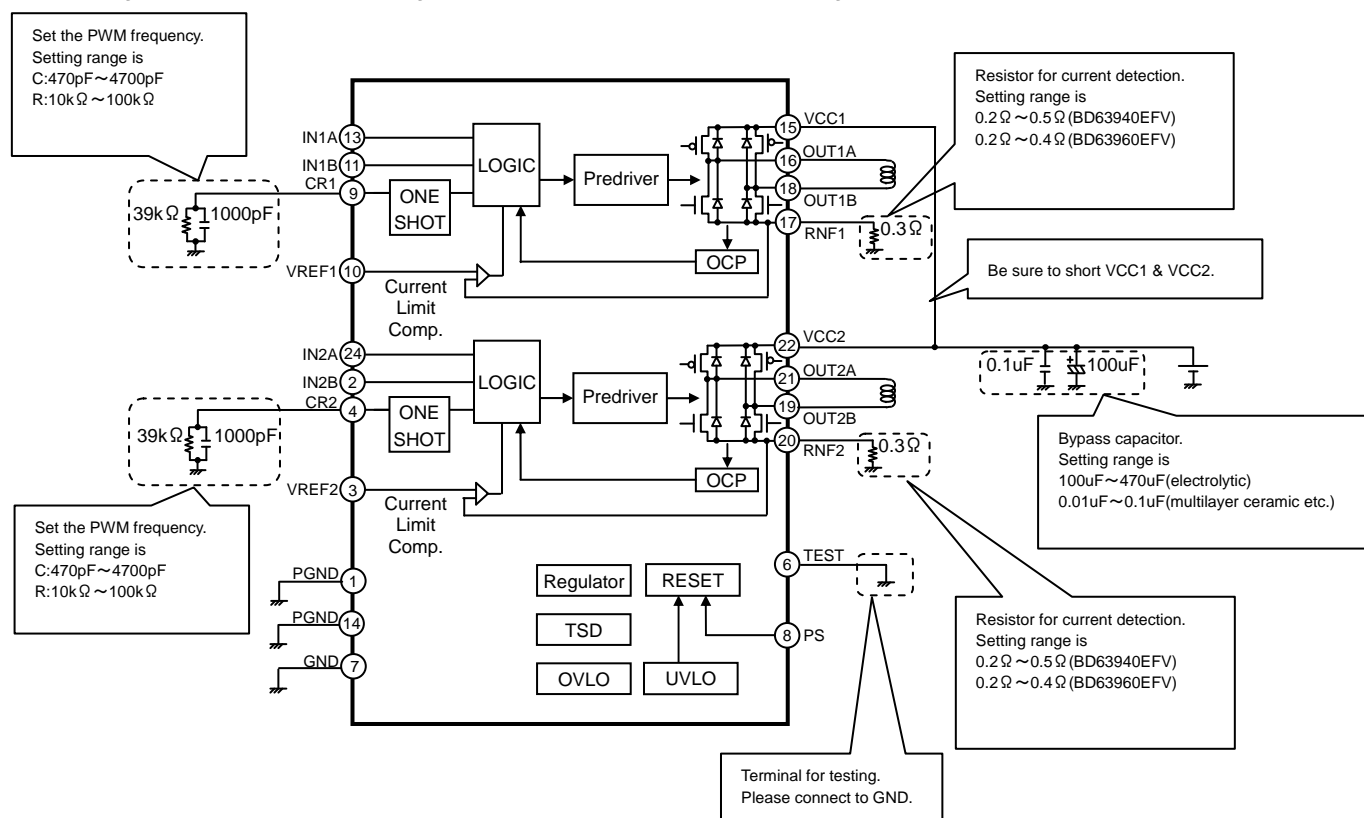 Set the PWM frequency.
Setting range is
C:470pF～4700pF
R:10kΩ～100kΩ
Resistor for current detection.
Setting range is
0.2Ω～0.5Ω(BD63940EFV)
0.2Ω～0.4Ω(BD63960EFV)
IN1A 13
IN1B 11
CR1 9
39kΩ 1000pF
VREF1 10
LOGIC
ONE
SHOT
Predriver
OCP
Current
Limit
Comp.
15 VCC1
16 OUT1A
18 OUT1B
17 RNF1
0.3Ω
Be sure to short VCC1 & VCC2.
IN2A 24
IN2B 2
CR2 4
39kΩ 1000pF
VREF2 3
LOGIC
ONE
SHOT
Predriver
OCP
Current
Limit
Comp.
22 VCC2
21 OUT2A
19 OUT2B
20 RNF2
0.3Ω
0.1uF
+
100uF
Bypass capacitor.
Setting range is
100uF～470uF(electrolytic)
0.01uF～0.1uF(multilayer ceramic etc.)
Set the PWM frequency.
Setting range is
C:470pF～4700pF
R:10kΩ～100kΩ
PGND 1
PGND 14
GND 7
Regulator
RESET
TSD
OVLO
UVLO
6 TEST
8 PS
Resistor for current detection.
Setting range is
0.2Ω～0.5Ω(BD63940EFV)
0.2Ω～0.4Ω(BD63960EFV)
Terminal for testing.
Please connect to GND.